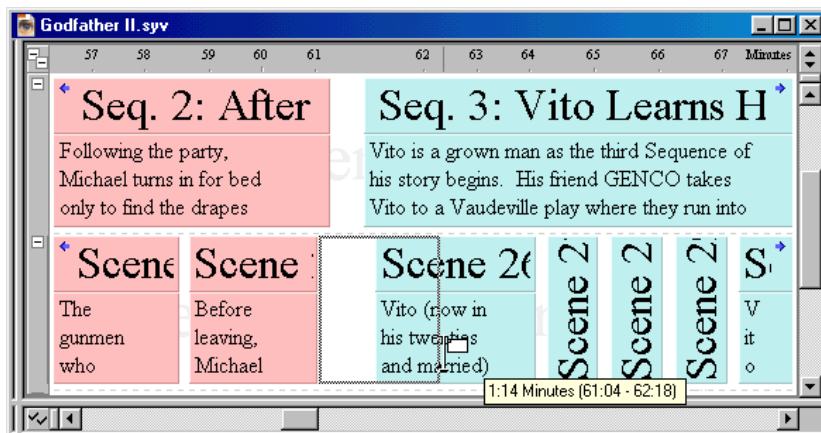 Godfather II.syv
57 58 59 60 61 62 63 64 65 66 67 Minutes
Seq. 2: After
Following the party,
Michael turns in for bed
only to find the drapes
Seq. 3: Vito Learns H
Vito is a grown man as the third Sequence of
his story begins. His friend GENCO takes
Vito to a Vaudeville play where they run into
Scene
The
gunmen
who
Scene
Before
leaving,
Michael
Scene 26
Vito (now in
his twenties
and married)
Scene 2
Scene 2
Scene 2
S
V
it
o
1:14 Minutes (61:04 - 62:18)